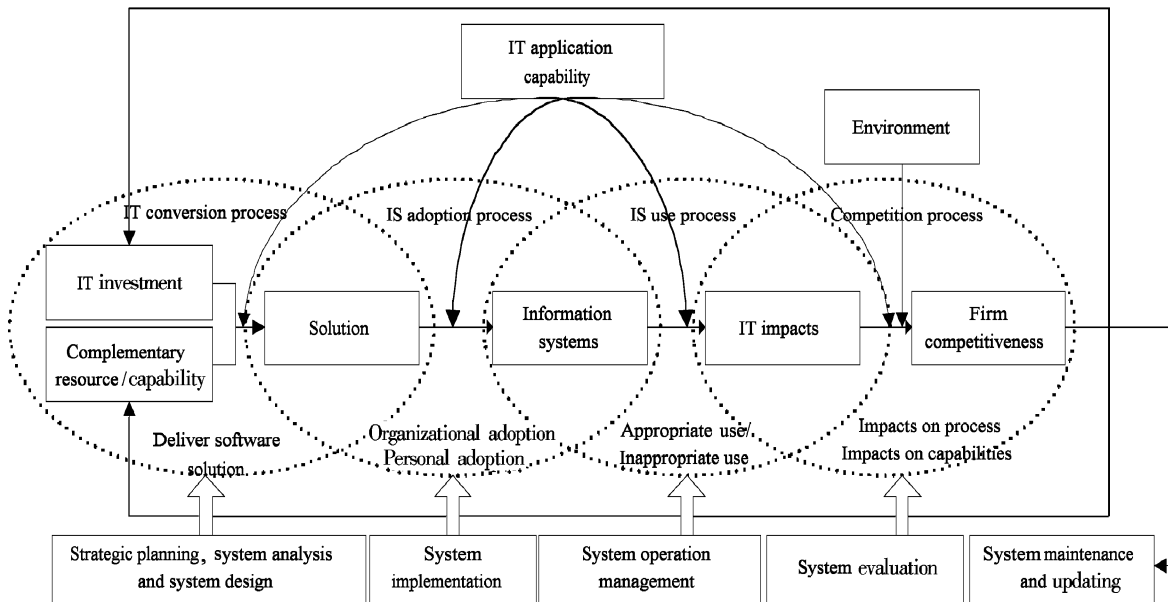 IT application
capability
Environment
IT conversion process
IS adoption process
IS use process
Competition process
IT investment
Complementary
resource/capability
Solution
Information
systems
IT impacts
Firm
competitiveness
Deliver software
solution
Organizational adoption
Personal adoption
Appropriate use/
Inappropriate use
Impacts on process
Impacts on capabilities
Strategic planning, system analysis
and system design
System
implementation
System operation
management
System evaluation
System maintenance
and updating